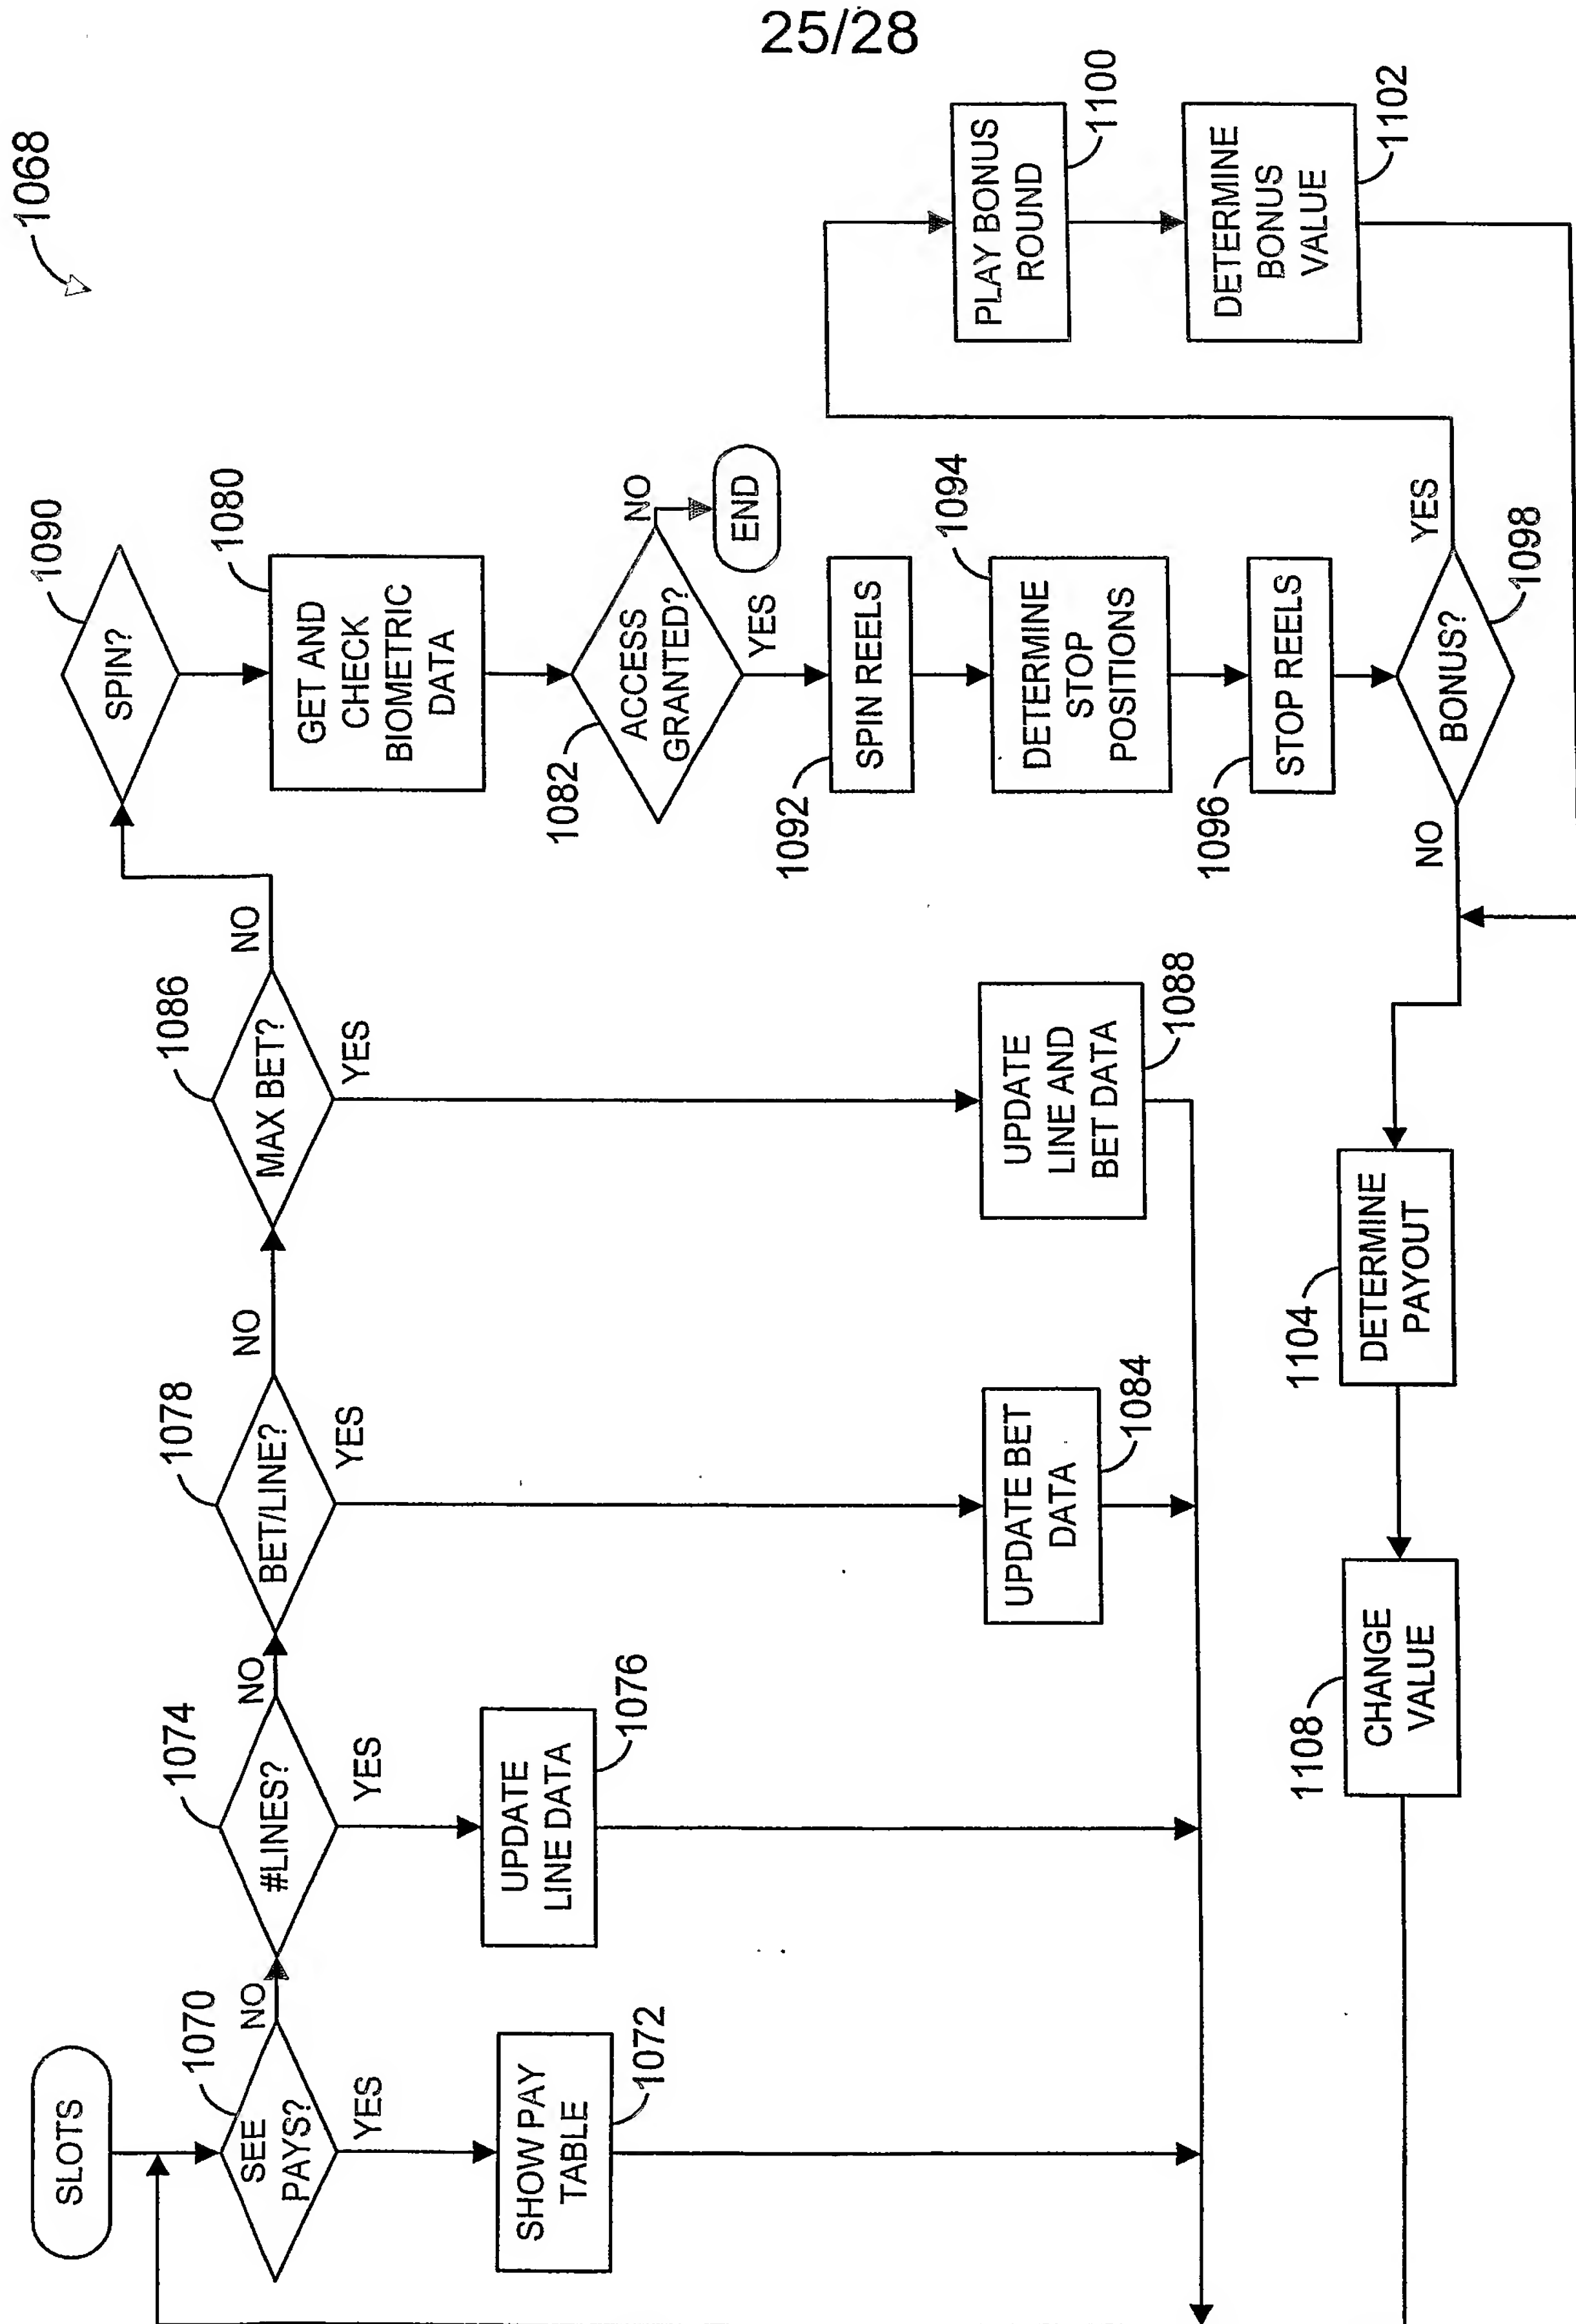 25/28
1068
SLOTS
1070
SEE
PAYS?
NO
YES
SHOW PAY
TABLE
1072
1074
#LINES?
NO
YES
UPDATE
LINE DATA
1076
1078
BET/LINE?
NO
YES
UPDATE BET
DATA
1084
1086
MAX BET?
NO
YES
UPDATE
LINE AND
BET DATA
1088
1090
SPIN?
1080
GET AND
CHECK
BIOMETRIC
DATA
1082
ACCESS
GRANTED?
NO
END
YES
1092
SPIN REELS
1094
DETERMINE
STOP
POSITIONS
1096
STOP REELS
1098
BONUS?
YES
NO
PLAY BONUS
ROUND
1100
DETERMINE
BONUS
VALUE
1102
1104
DETERMINE
PAYOUT
1108
CHANGE
VALUE